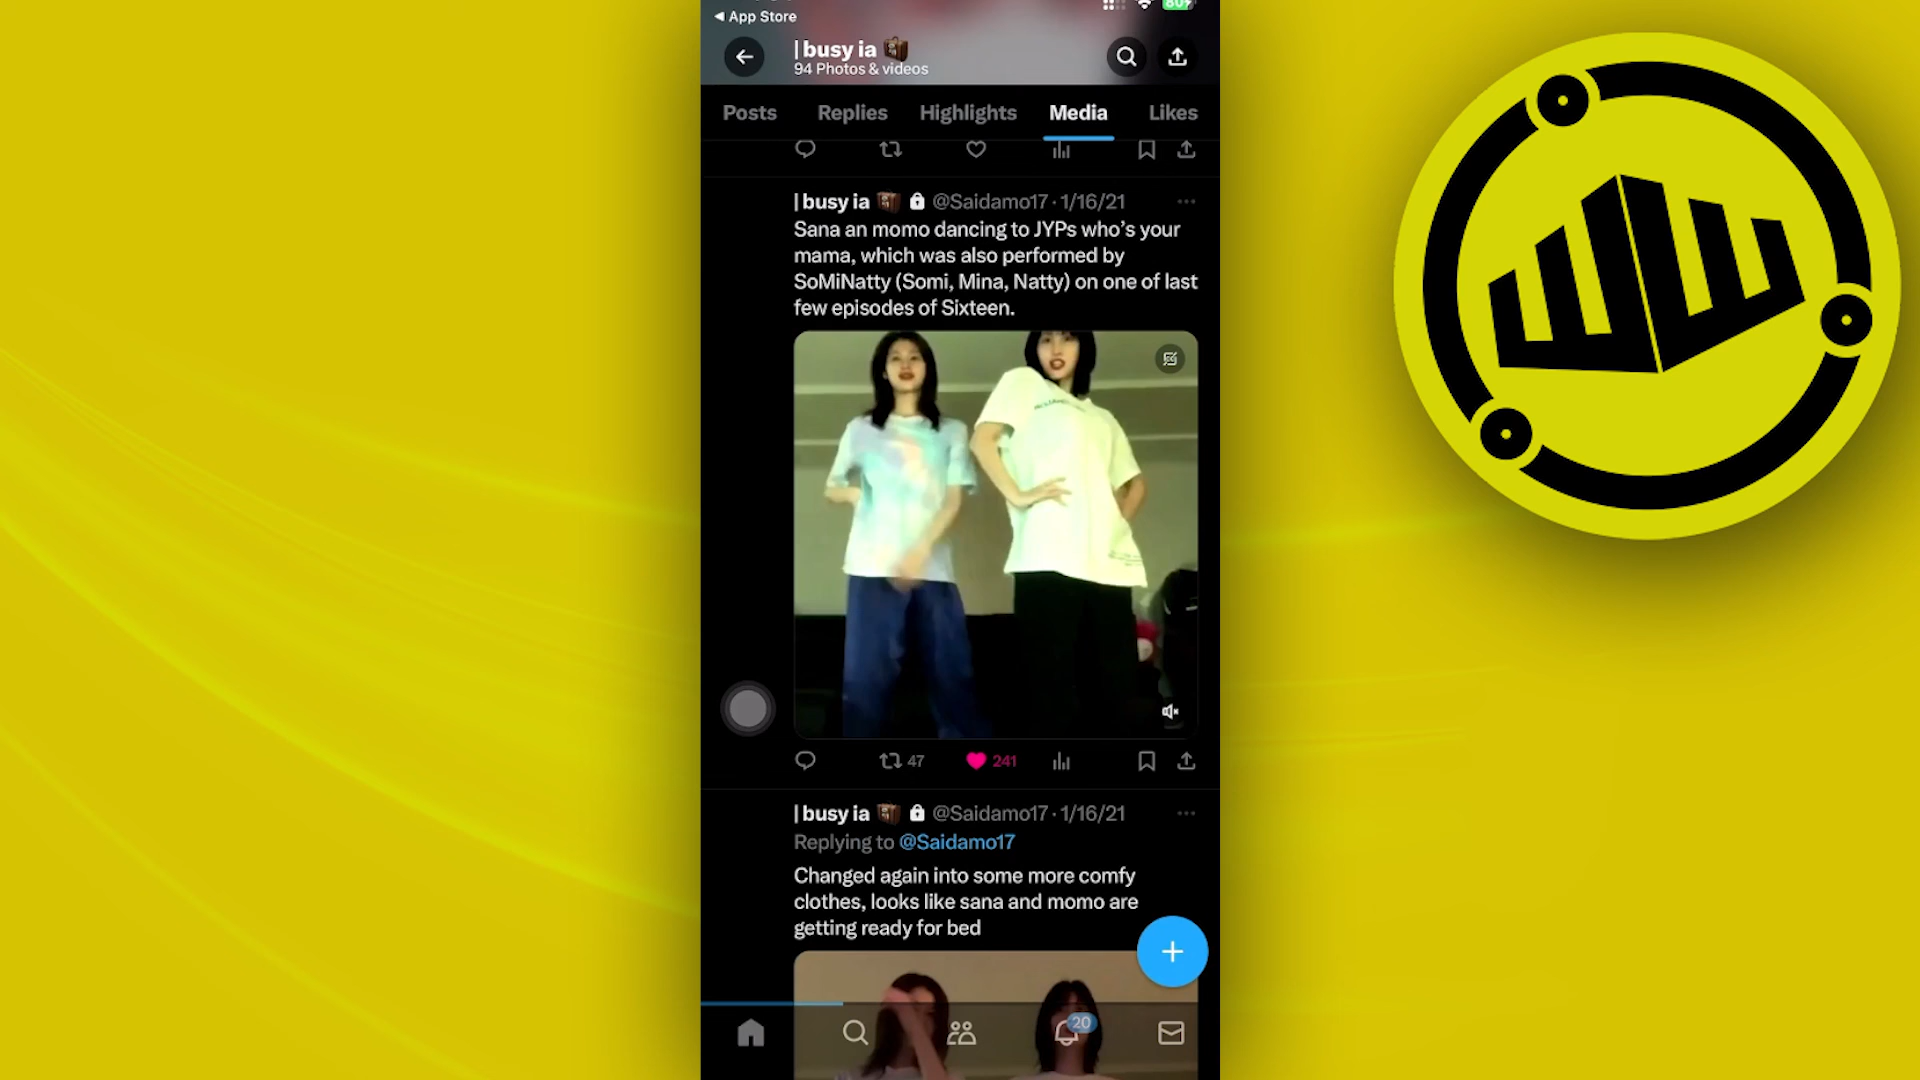 App Store
| busy ia
94 Photos & videos
Posts
Replies
Highlights
Media
Likes
| busy ia @Saidamo17 · 1/16/21
Sana an momo dancing to JYPs who's your
mama, which was also performed by
SoMiNatty (Somi, Mina, Natty) on one of last
few episodes of Sixteen.
47
241
| busy ia @Saidamo17 · 1/16/21
Replying to @Saidamo17
Changed again into some more comfy
clothes, looks like sana and momo are
getting ready for bed
20